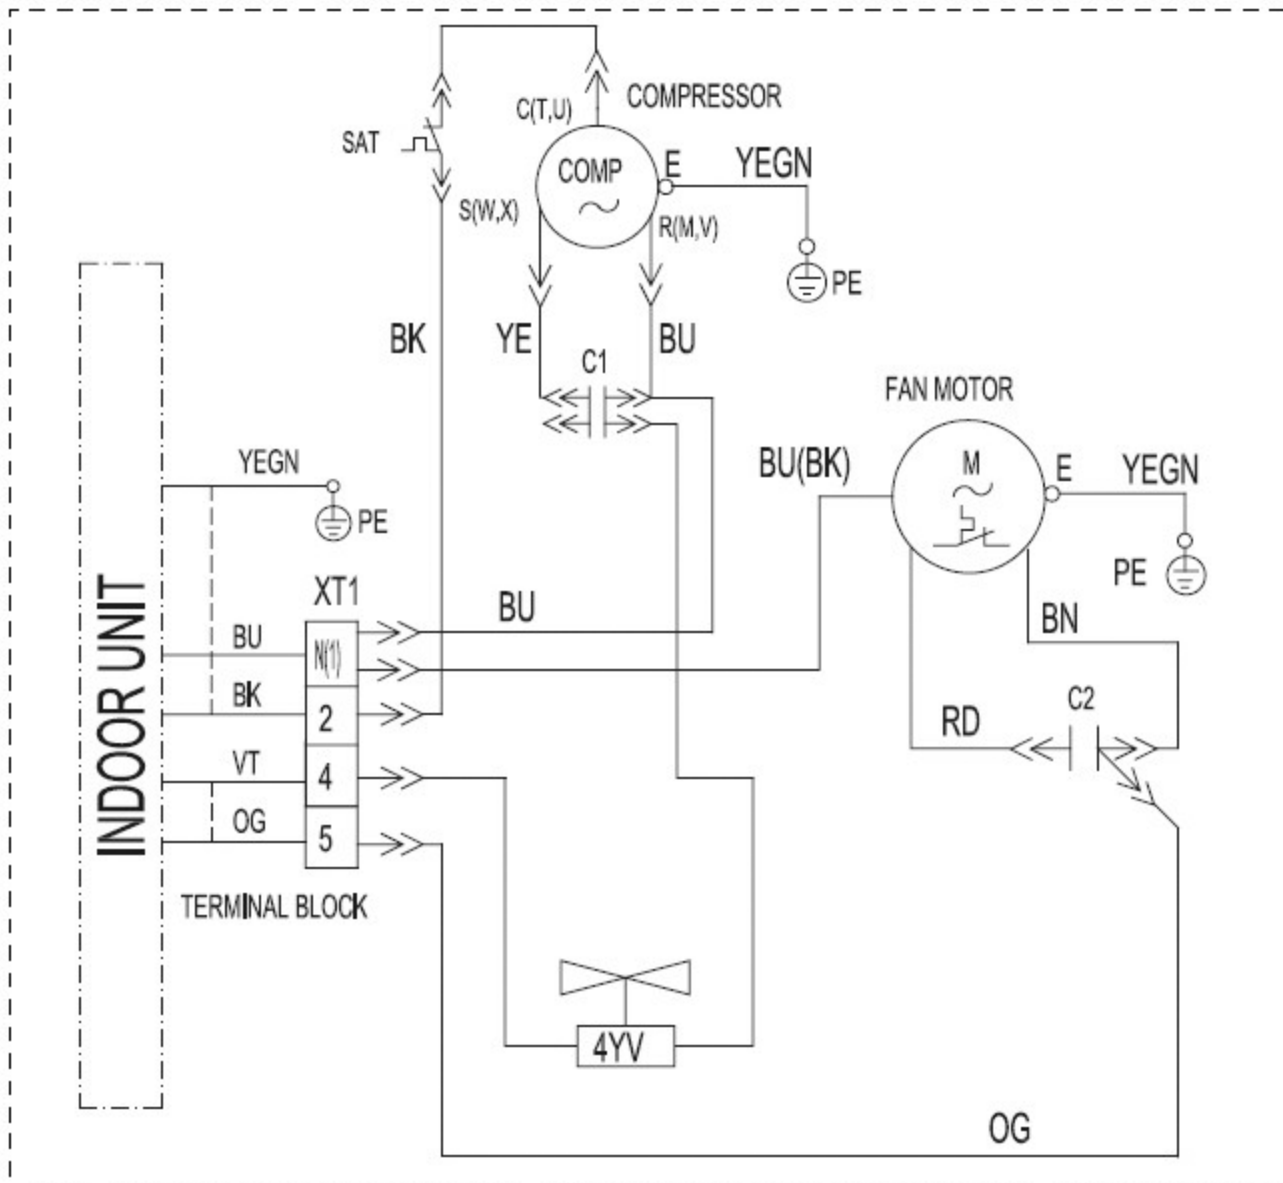 COMPRESSOR
C(T,U)
SAT
COMP
E
YEGN
S(W,X)
R(M,V)
PE
BK
YE
BU
C1
FAN MOTOR
BU(BK)
M
E
YEGN
YEGN
PE
PE
XT1
BU
BN
INDOOR UNIT
BU
N(1)
BK
2
C2
RD
VT
4
OG
5
TERMINAL BLOCK
4YV
OG